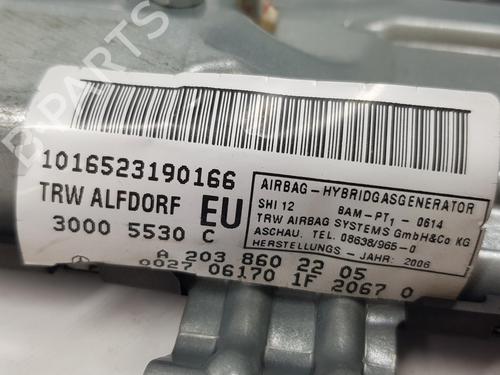 1016523190166
TRW ALFDORF EU
3000 5530 C
AIRBAG-HYBRIDGASGENERATOR
SHI 12 BAM-PT1-0614
TRW AIRBAG SYSTEMS GmbH&Co KG
ASCHAU. TEL. 08638/965-0
HERSTELLUNGS-JAHR: 2006
A 203 860 22 05
0027 06170 1F 2067 0
B-PARTS